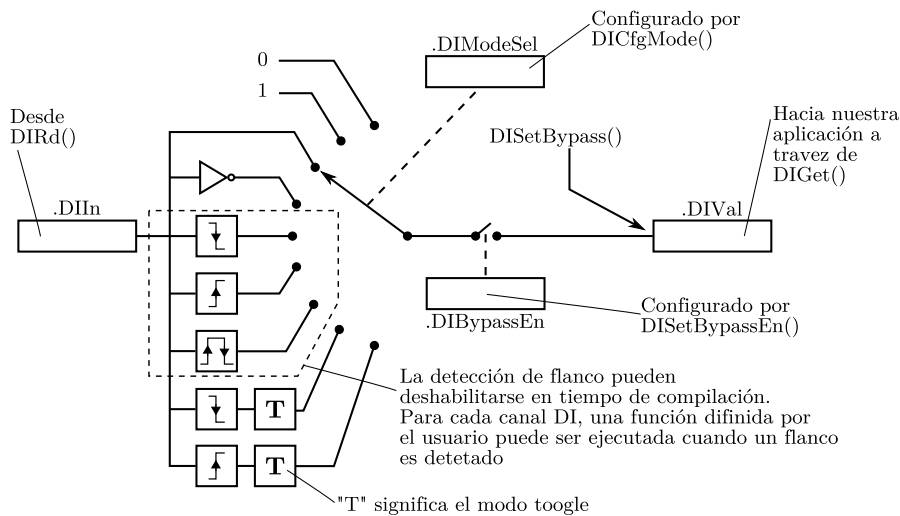 Configurado por
DICfgMode()
.DIModeSel
0
1
Desde
DIRd()
Hacia nuestra
aplicación a
travez de
DIGet()
DISetBypass()
.DIIn
.DIVal
.DIBypassEn
Configurado por
DISetBypassEn()
La detección de flanco pueden
deshabilitarse en tiempo de compilación.
Para cada canal DI, una función difinida por
el usuario puede ser ejecutada cuando un flanco
es detetado
T
T
"T" significa el modo toogle